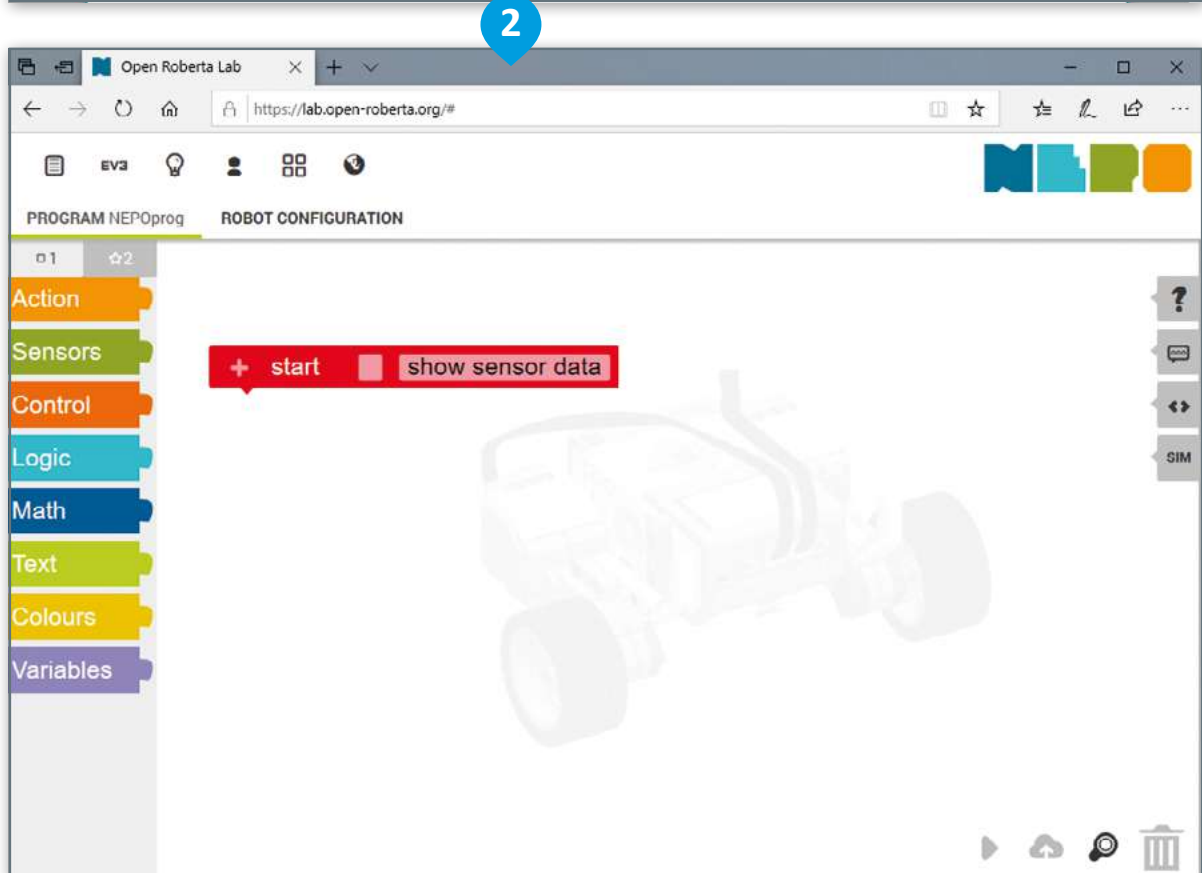 2
Open Roberta Lab
https://lab.open-roberta.org/#
EV3
NEPO
PROGRAM NEPOprog ROBOT CONFIGURATION
1 2
Action
Sensors
Control
Logic
Math
Text
Colours
Variables
+ start show sensor data
?
SIM